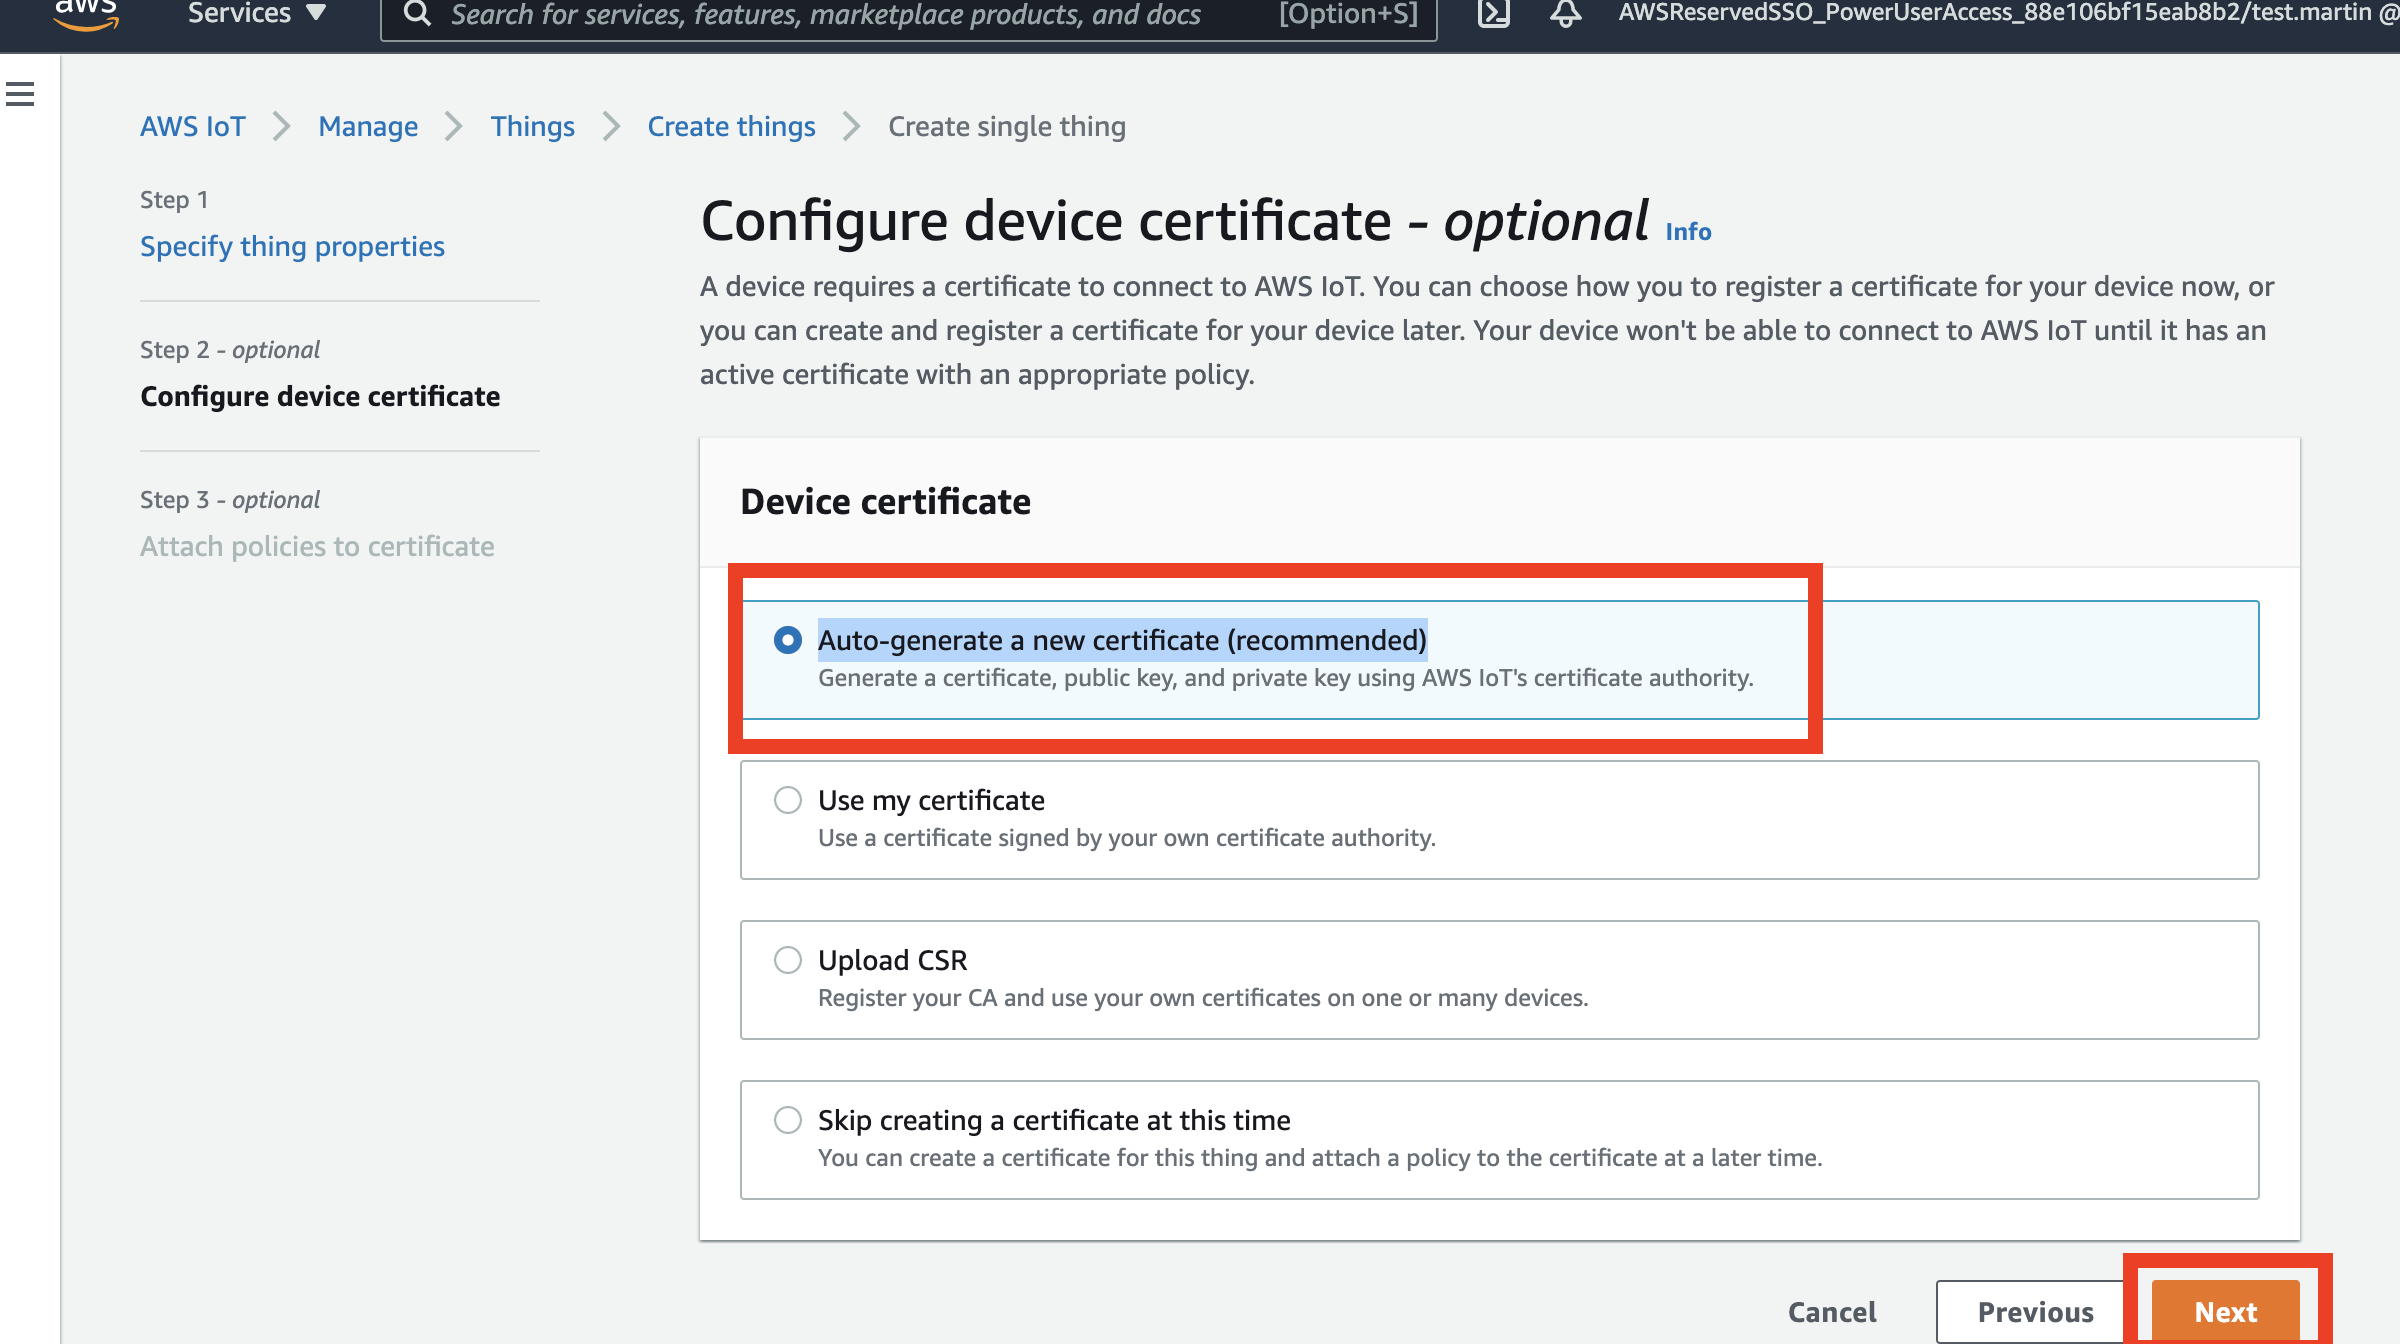 aws Services Search for services, features, marketplace products, and docs [Option+S] AWSReservedSSO_PowerUserAccess_88e106bf15eab8b2/test.martin @
AWS IoT Manage Things Create things Create single thing
Step 1
Specify thing properties
Step 2 - optional
Configure device certificate
Step 3 - optional
Attach policies to certificate
Configure device certificate - optional Info
A device requires a certificate to connect to AWS IoT. You can choose how you to register a certificate for your device now, or
you can create and register a certificate for your device later. Your device won't be able to connect to AWS IoT until it has an
active certificate with an appropriate policy.
Device certificate
Auto-generate a new certificate (recommended)
Generate a certificate, public key, and private key using AWS IoT's certificate authority.
Use my certificate
Use a certificate signed by your own certificate authority.
Upload CSR
Register your CA and use your own certificates on one or many devices.
Skip creating a certificate at this time
You can create a certificate for this thing and attach a policy to the certificate at a later time.
Cancel Previous Next